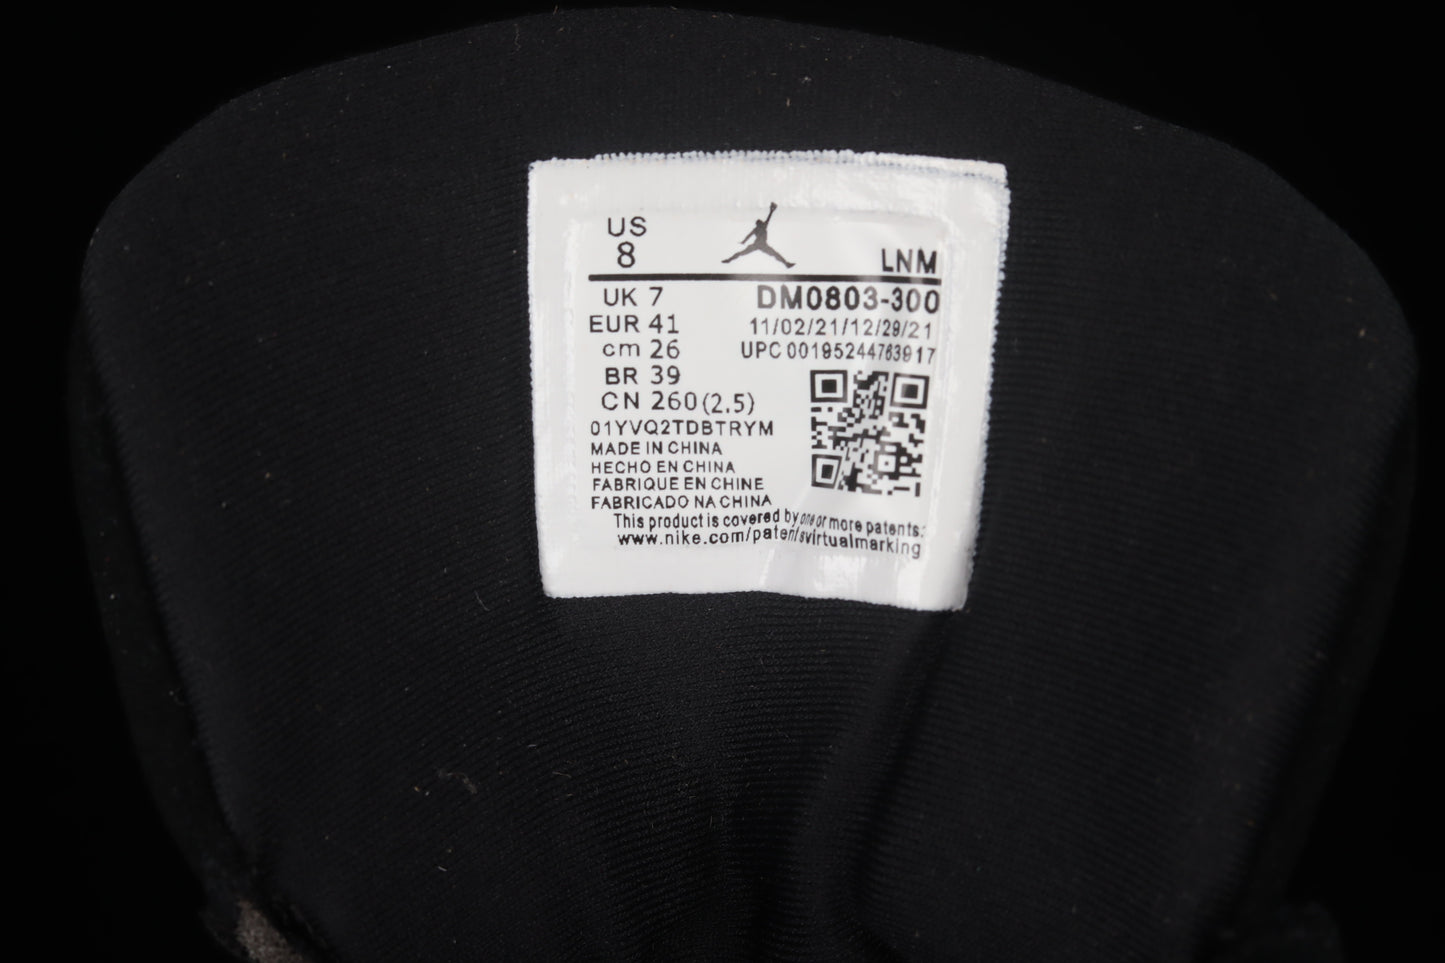 US
8
LNM
UK 7
DM0803-300
EUR 41
11/02/21/12/29/21
cm 26
UPC 00195244763917
BR 39
CN 260(2.5)
01YVQ2TDBTRYM
MADE IN CHINA
HECHO EN CHINA
FABRIQUE EN CHINE
FABRICADO NA CHINA
This product is covered by one or more patents:
www.nike.com/patentsvirtualmarking